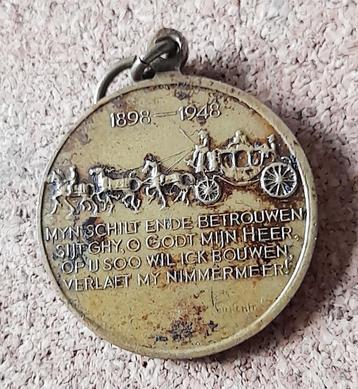 1898 — 1948
MYN SCHILT ENDE BETROUWEN
SIJT GHY, O GODT MIJN HEER,
OP U SOO WIL ICK BOUWEN,
VERLAET MY NIMMERMEER!